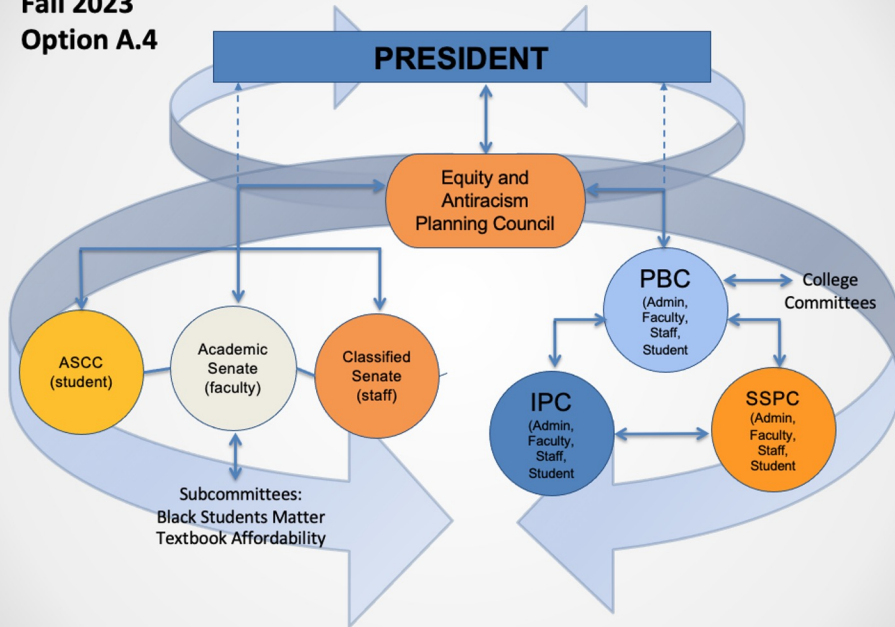 Fall 2023
Option A.4
PRESIDENT
Equity and
Antiracism
Planning Council
PBC
(Admin,
Faculty,
Staff,
Student
College
Committees
ASCC
(student)
Academic
Senate
(faculty)
Classified
Senate
(staff)
IPC
(Admin,
Faculty,
Staff,
Student
SSPC
(Admin,
Faculty,
Staff,
Student
Subcommittees:
Black Students Matter
Textbook Affordability